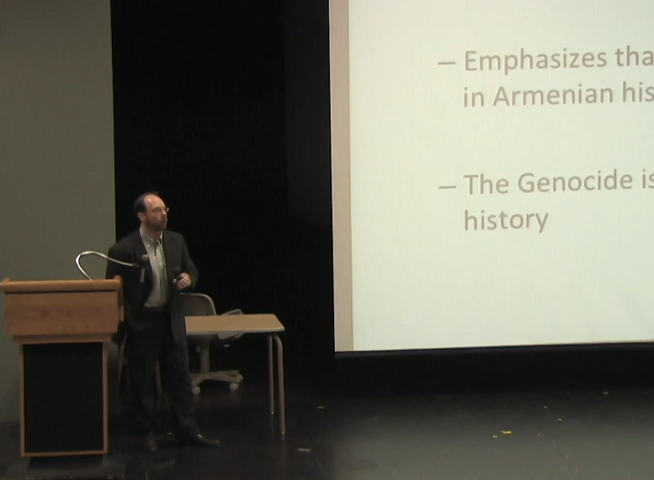 – Emphasizes tha
in Armenian his
– The Genocide is
history